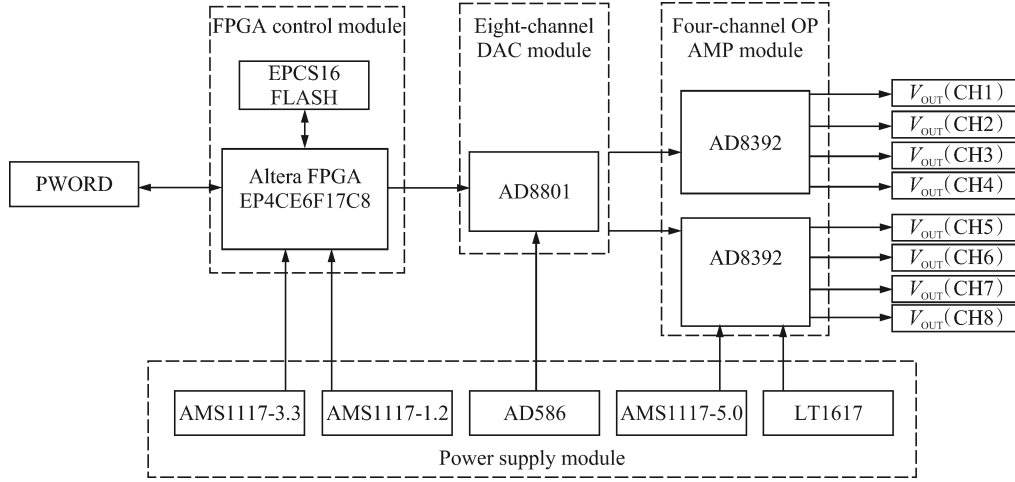 FPGA control module
EPCS16
FLASH
PWORD
Altera FPGA
EP4CE6F17C8
Eight-channel
DAC module
AD8801
Four-channel OP
AMP module
AD8392
AD8392
VOUT(CH1)
VOUT(CH2)
VOUT(CH3)
VOUT(CH4)
VOUT(CH5)
VOUT(CH6)
VOUT(CH7)
VOUT(CH8)
AMS1117-3.3
AMS1117-1.2
AD586
AMS1117-5.0
LT1617
Power supply module